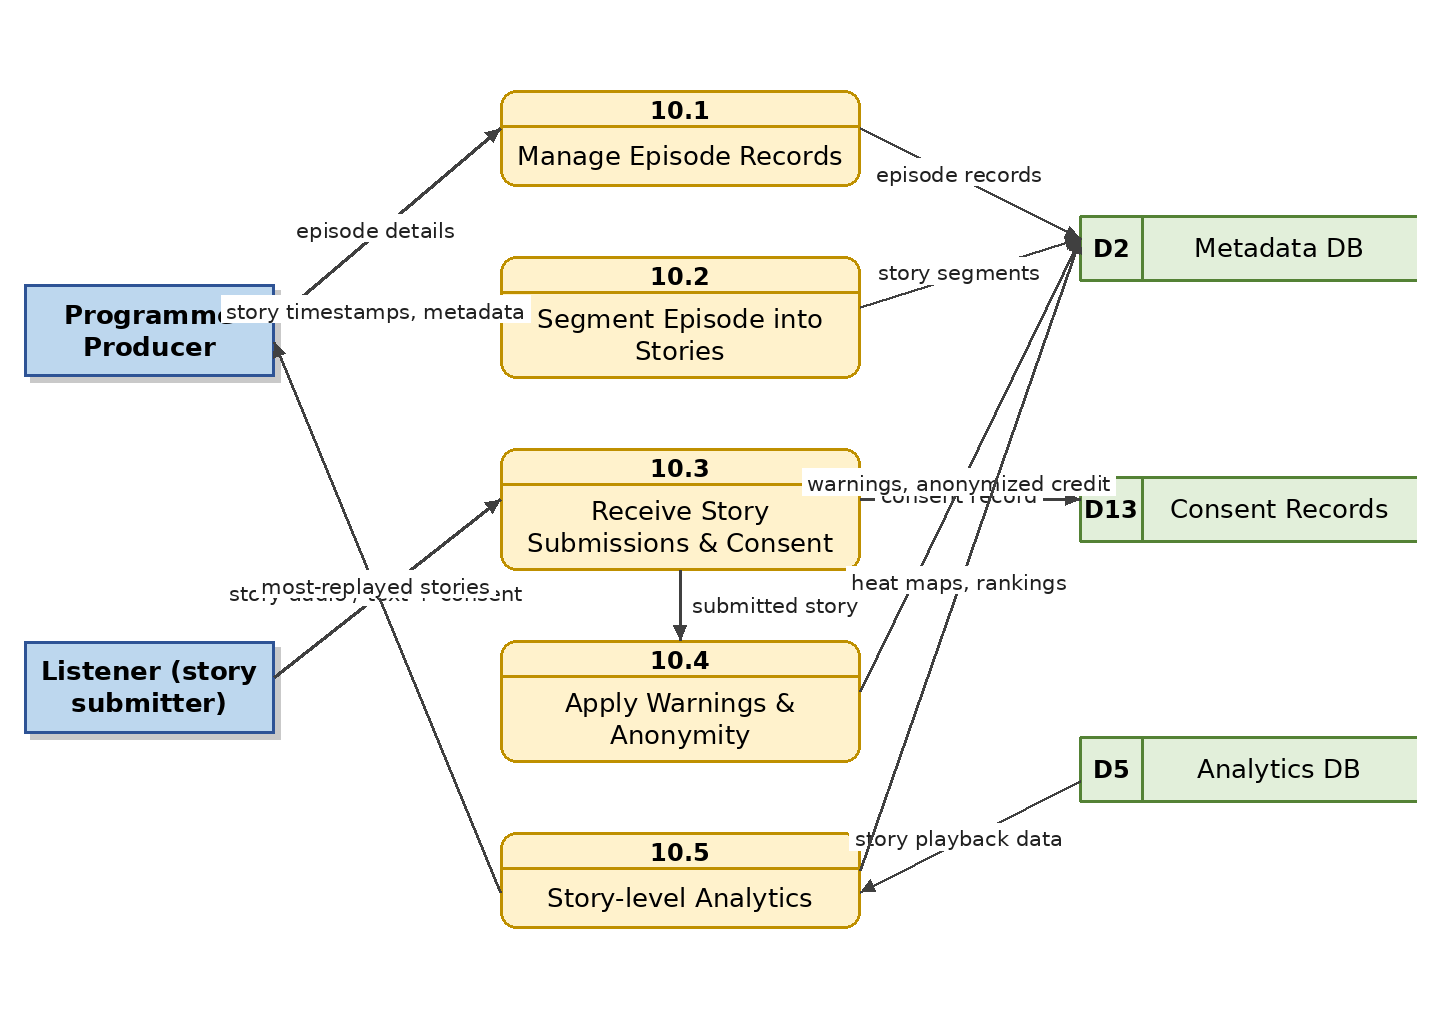 10.1
Manage Episode Records
episode records
episode details
D2
Metadata DB
10.2
Segment Episode into
Stories
story segments
Programme
Producer
story timestamps, metadata
10.3
Receive Story
Submissions & Consent
warnings, anonymized credit
consent record
D13
Consent Records
most-replayed stories
heat maps, rankings
submitted story
Listener (story
submitter)
10.4
Apply Warnings &
Anonymity
D5
Analytics DB
10.5
Story-level Analytics
story playback data